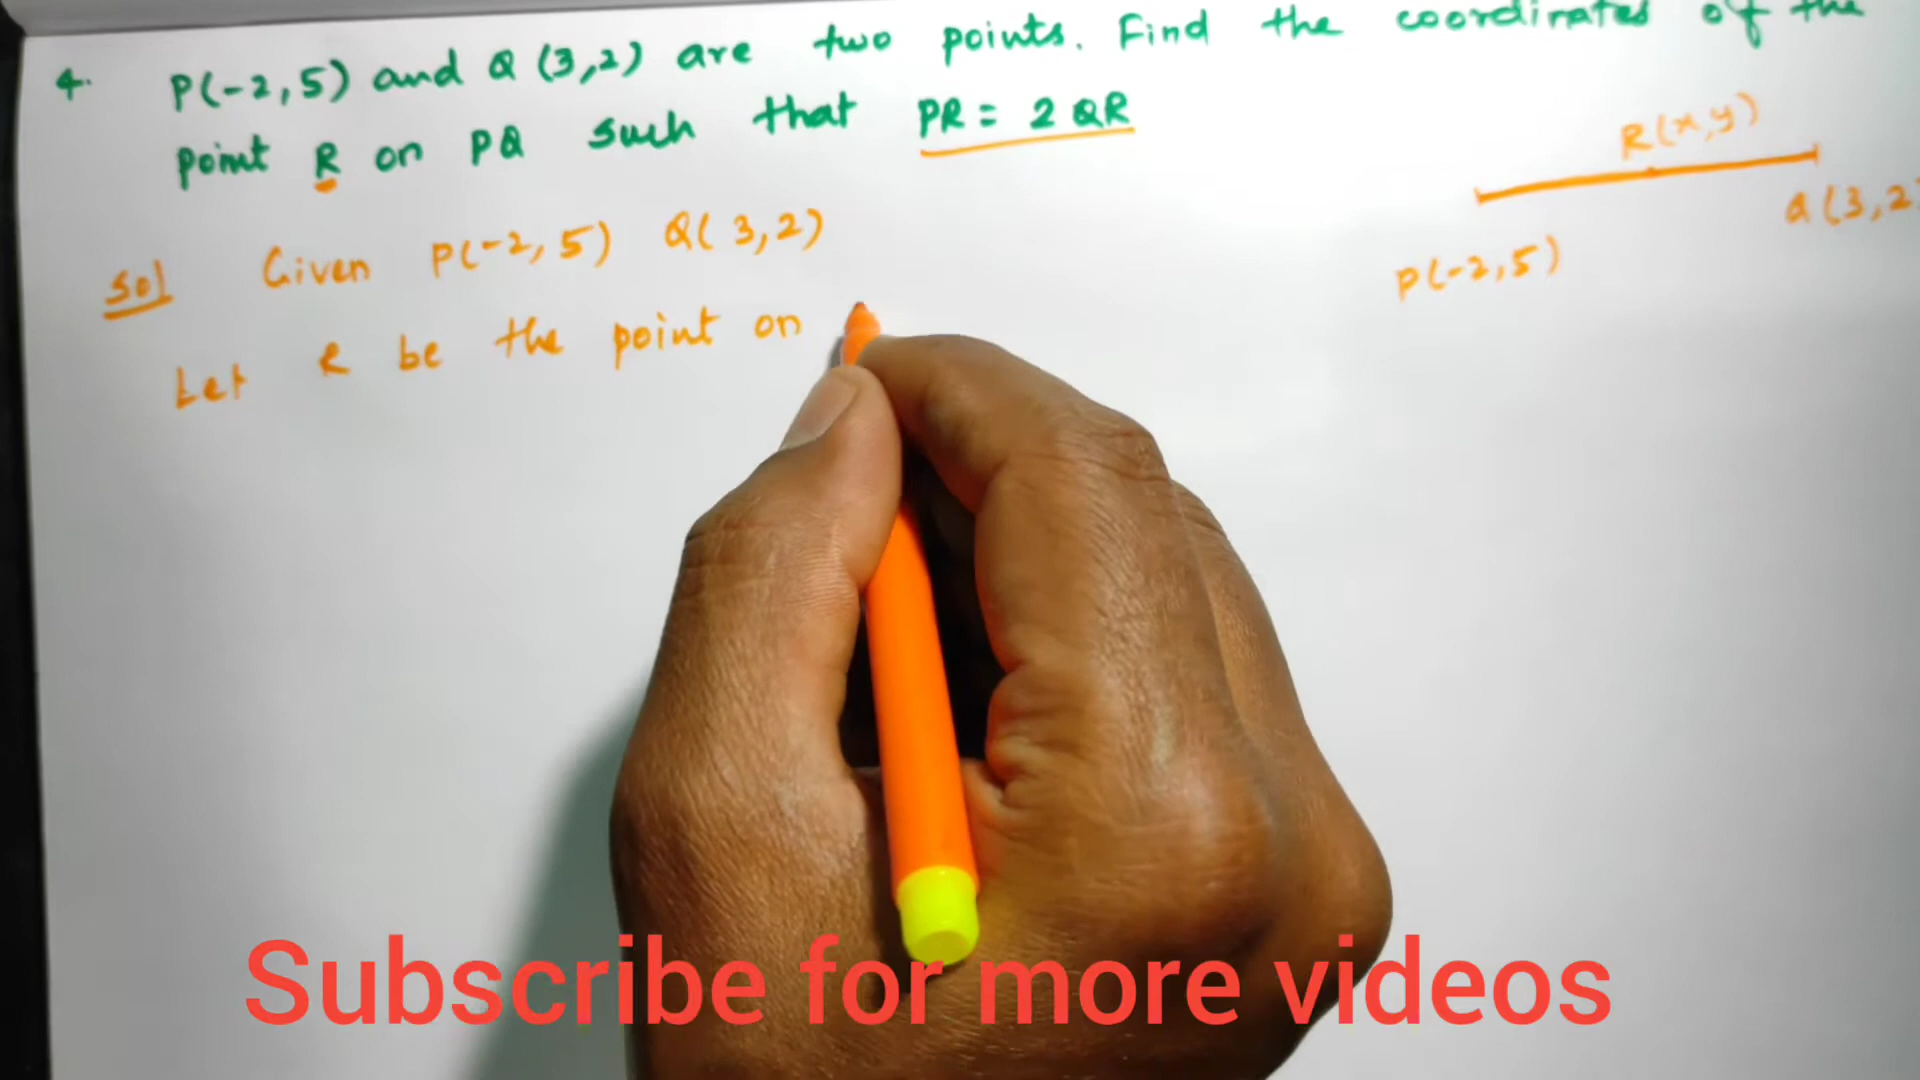 4. P(-2,5) and Q (3,2) are two points. Find the coordinates of the
point R on PQ such that PR = 2 QR
R(x,y)
Q(3,2)
P(-2,5)
Sol Given P(-2,5) Q(3,2)
Let R be the point on
Subscribe for more videos